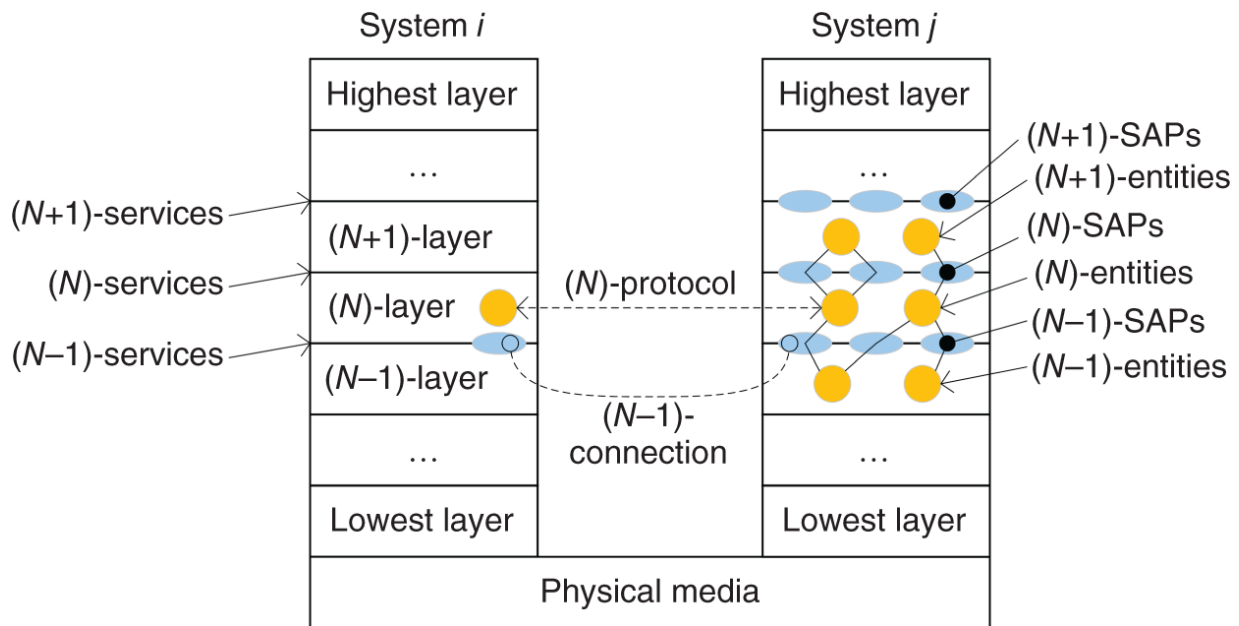 System i
System j
Highest layer
Highest layer
(N+1)-SAPs
...
...
(N+1)-entities
(N+1)-services
(N+1)-layer
(N)-SAPs
(N)-services
(N)-protocol
(N)-entities
(N)-layer
(N–1)-SAPs
(N–1)-services
(N–1)-layer
(N–1)-entities
(N–1)-
connection
...
...
Lowest layer
Lowest layer
Physical media